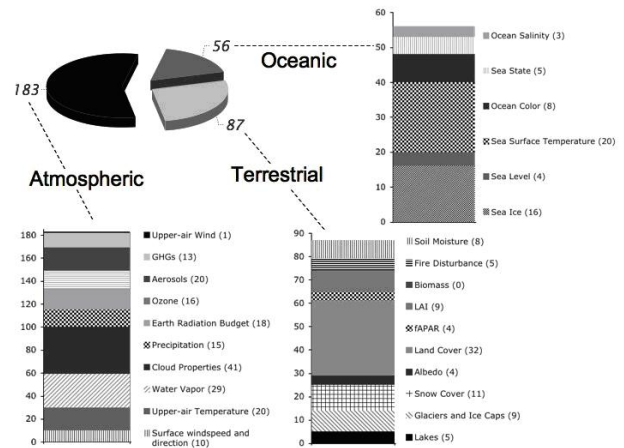 183
56
87
Oceanic
Atmospheric
Terrestrial
60
50
40
30
20
10
0
Ocean Salinity (3)
Sea State (5)
Ocean Color (8)
Sea Surface Temperature (20)
Sea Level (4)
Sea Ice (16)
180
160
140
120
100
80
60
40
20
0
Upper-air Wind (1)
GHGs (13)
Aerosols (20)
Ozone (16)
Earth Radiation Budget (18)
Precipitation (15)
Cloud Properties (41)
Water Vapor (29)
Upper-air Temperature (20)
Surface windspeed and
direction (10)
90
80
70
60
50
40
30
20
10
0
Soil Moisture (8)
Fire Disturbance (5)
Biomass (0)
LAI (9)
fAPAR (4)
Land Cover (32)
Albedo (4)
Snow Cover (11)
Glaciers and Ice Caps (9)
Lakes (5)